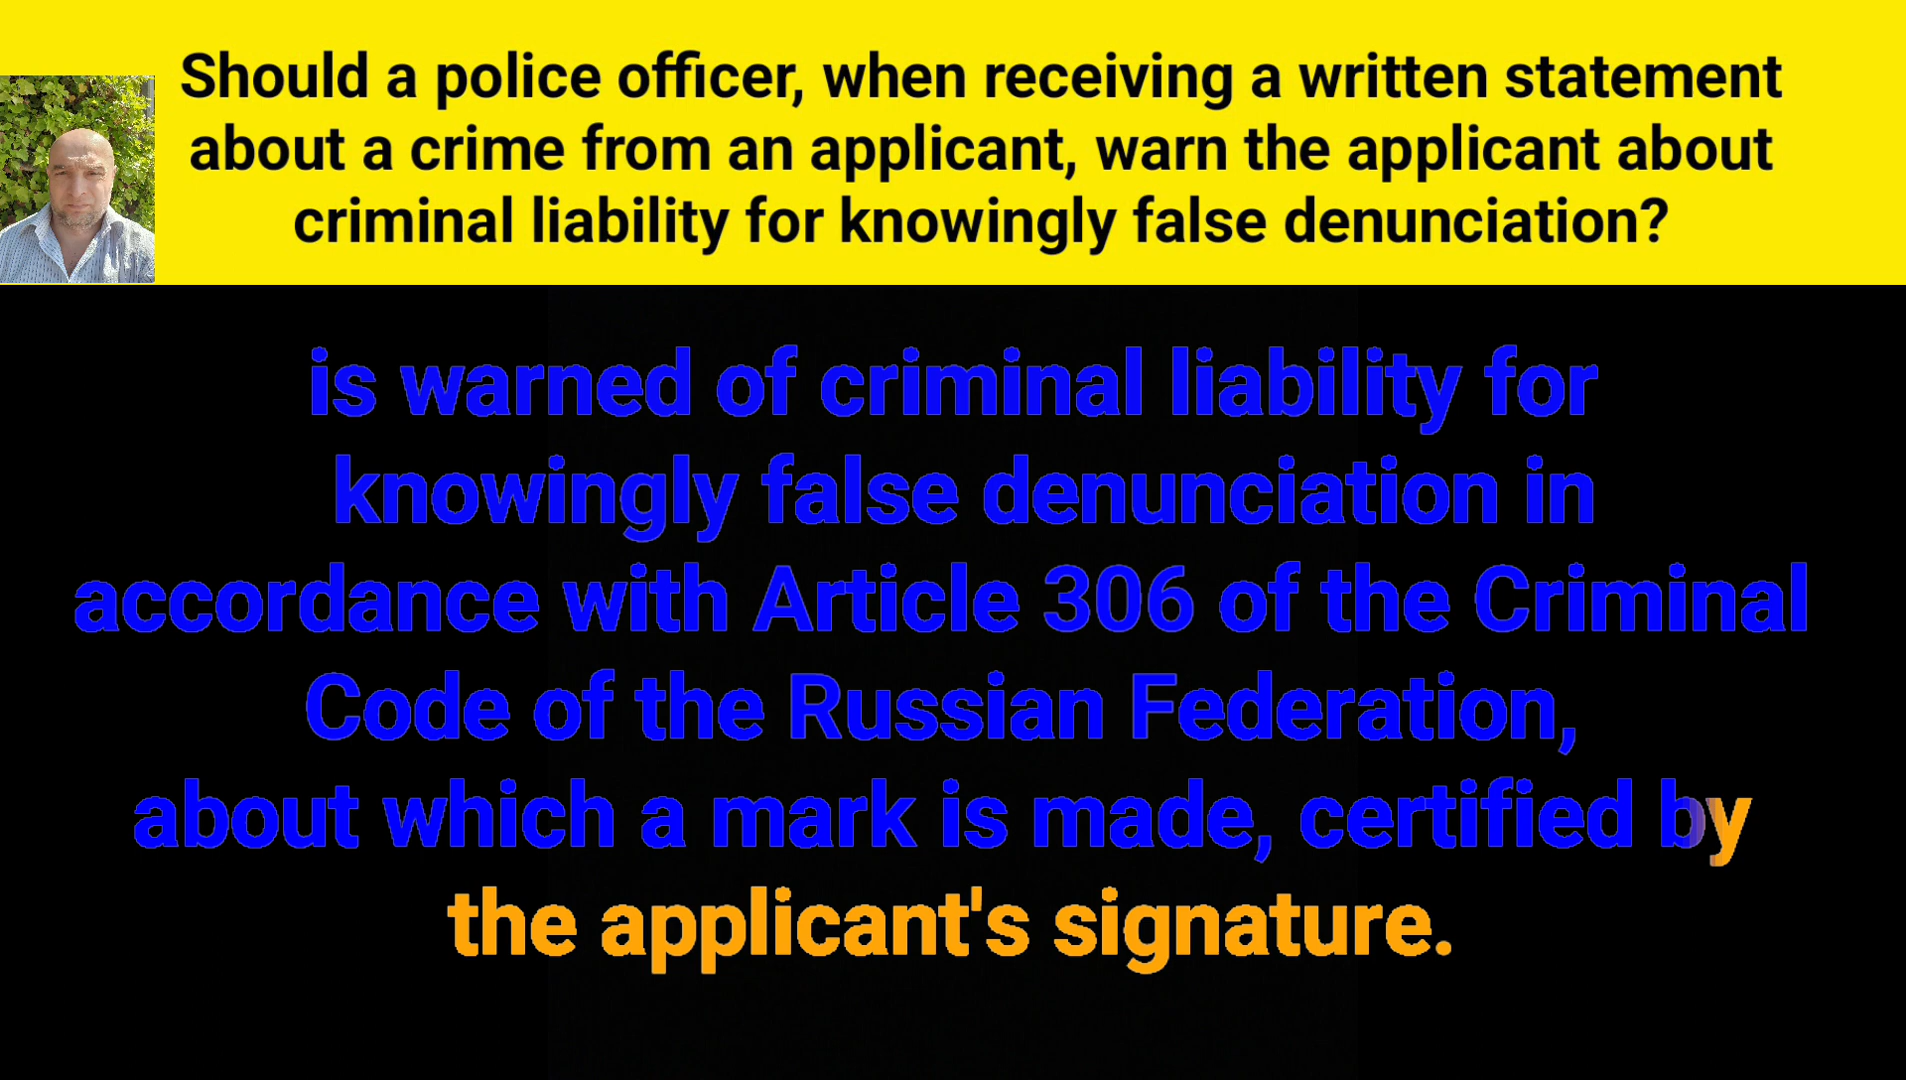 Should a police officer, when receiving a written statement
about a crime from an applicant, warn the applicant about
criminal liability for knowingly false denunciation?
is warned of criminal liability for
knowingly false denunciation in
accordance with Article 306 of the Criminal
Code of the Russian Federation,
about which a mark is made, certified by
the applicant's signature.